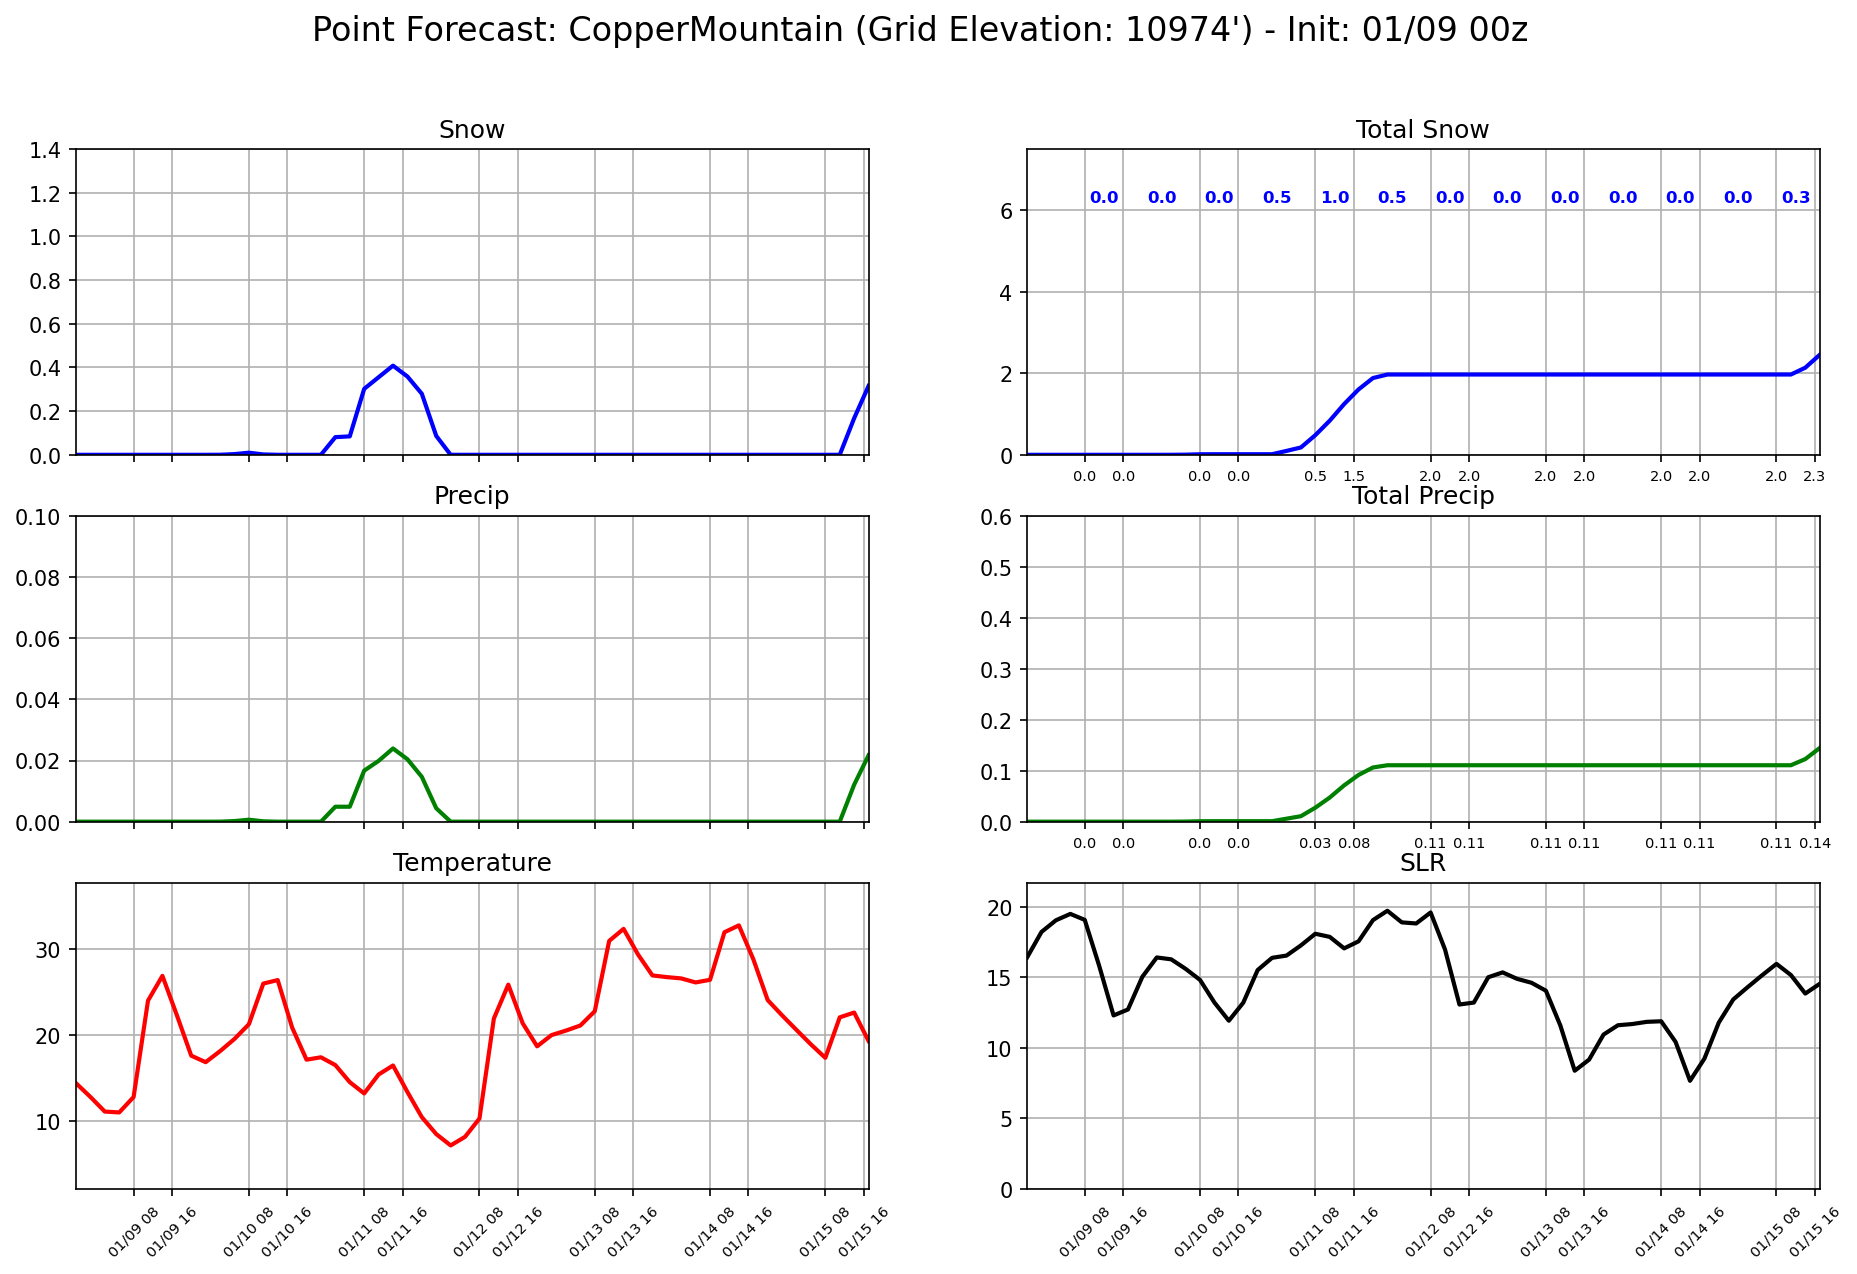 Point Forecast: CopperMountain (Grid Elevation: 10974') - Init: 01/09 00z
Snow
1.4
1.2
1.0
0.8
0.6
0.4
0.2
0.0
Total Snow
0.0 0.0 0.0 0.5 1.0 0.5 0.0 0.0 0.0 0.0 0.0 0.0 0.3
6
4
2
0
0.0 0.0 0.0 0.0 0.5 1.5 2.0 2.0 2.0 2.0 2.0 2.0 2.0 2.3
Precip
0.10
0.08
0.06
0.04
0.02
0.00
Total Precip
0.6
0.5
0.4
0.3
0.2
0.1
0.0
0.0 0.0 0.0 0.0 0.03 0.08 0.11 0.11 0.11 0.11 0.11 0.11 0.11 0.14
Temperature
30
20
10
01/09 08 01/09 16 01/10 08 01/10 16 01/11 08 01/11 16 01/12 08 01/12 16 01/13 08 01/13 16 01/14 08 01/14 16 01/15 08 01/15 16
SLR
20
15
10
5
0
01/09 08 01/09 16 01/10 08 01/10 16 01/11 08 01/11 16 01/12 08 01/12 16 01/13 08 01/13 16 01/14 08 01/14 16 01/15 08 01/15 16